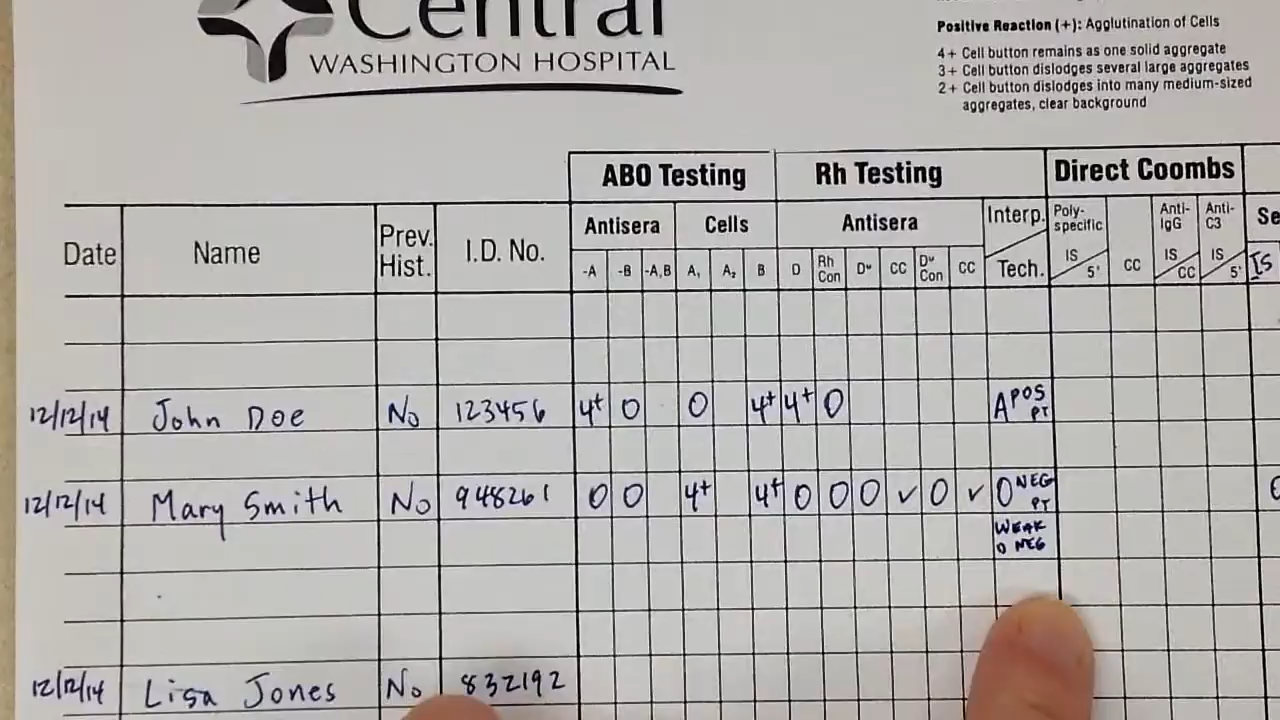 Central
WASHINGTON HOSPITAL
Positive Reaction (+): Agglutination of Cells
4+ Cell button remains as one solid aggregate
3+ Cell button dislodges several large aggregates
2+ Cell button dislodges into many medium-sized
aggregates, clear background
ABO Testing Rh Testing Direct Coombs
Date Name Prev. Hist. I.D. No. Antisera Cells Antisera Interp. Tech. Poly-specific IS 5' CC Anti-IgG IS CC Anti-C3 IS 5' Se IS
-A -B -A,B A₁ A₂ B D Rh Con Dᵘ CC Dᵘ Con CC
12/12/14 John Doe No 123456 4+ 0 0 4+ 4+ 0 A POS PT
12/12/14 Mary Smith No 948261 0 0 4+ 4+ 0 0 0 ✓ 0 ✓ O NEG PT
WEAK
D NEG
12/12/14 Lisa Jones No 832192